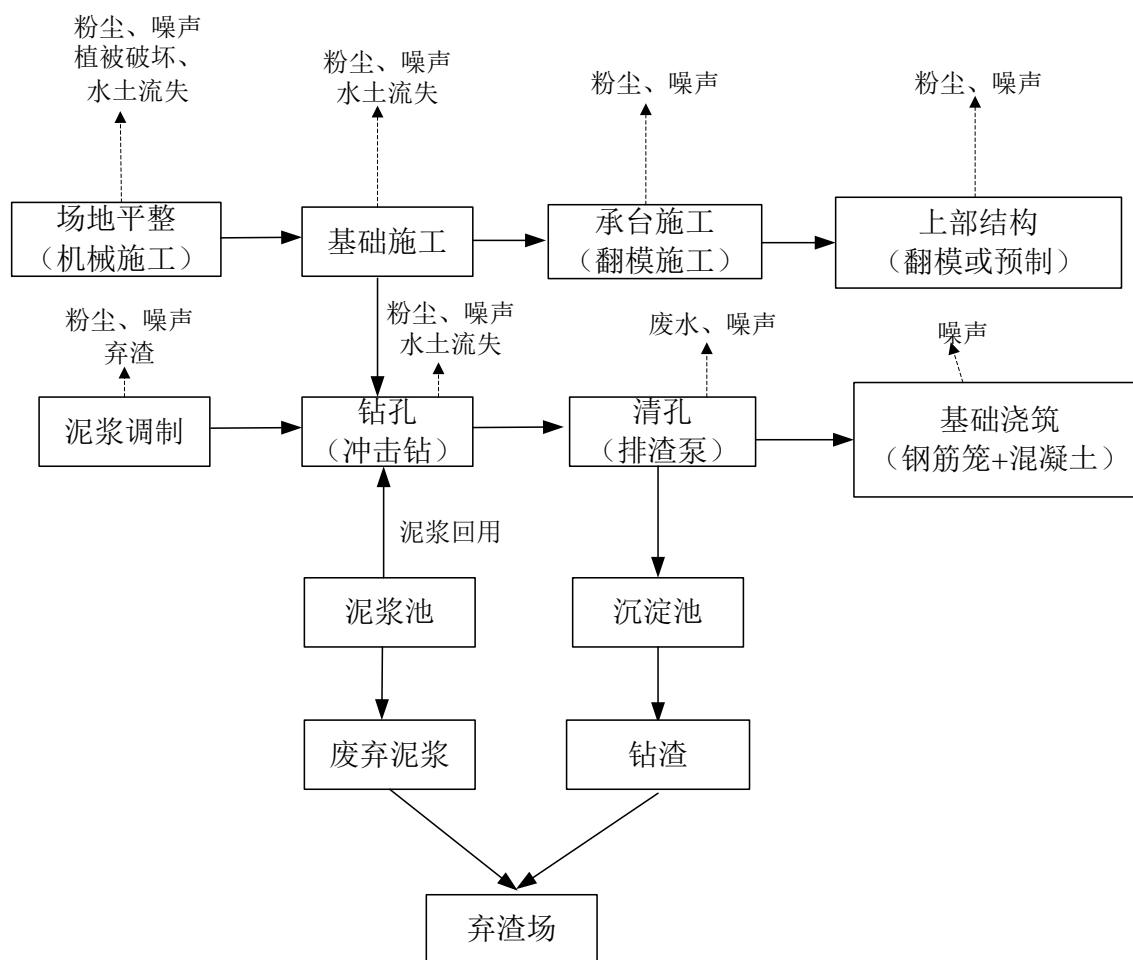 粉尘、噪声
植被破坏、
水土流失
粉尘、噪声
水土流失
粉尘、噪声
粉尘、噪声
场地平整
（机械施工）
基础施工
承台施工
（翻模施工）
上部结构
（翻模或预制）
粉尘、噪声
弃渣
粉尘、噪声
水土流失
废水、噪声
噪声
泥浆调制
钻孔
（冲击钻）
清孔
（排渣泵）
基础浇筑
（钢筋笼+混凝土）
泥浆回用
泥浆池
沉淀池
废弃泥浆
钻渣
弃渣场